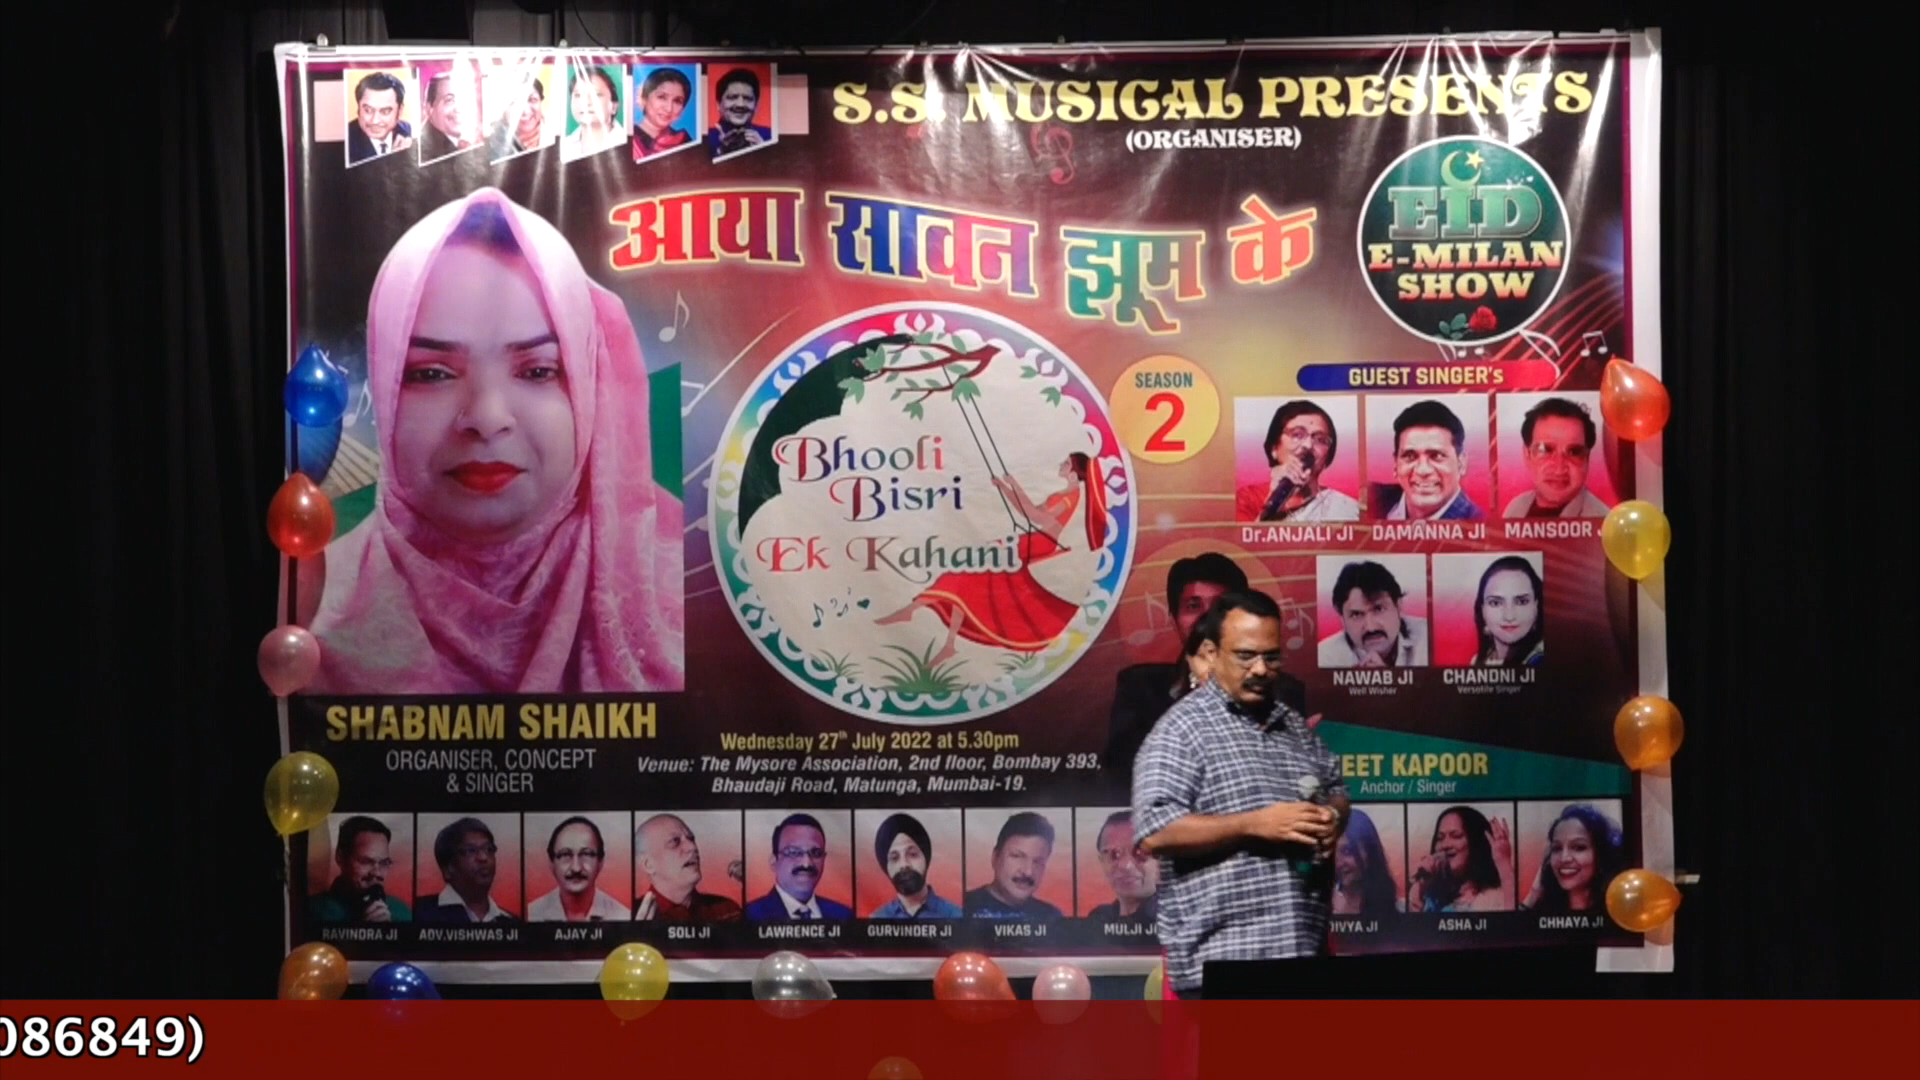 S.S. MUSICAL PRESENTS
(ORGANISER)
आया सावन झूम के
EID
E-MILAN
SHOW
SEASON
2
GUEST SINGER's
Bhooli
Bisri
Ek Kahani
Dr.ANJALI JI
DAMANNA JI
MANSOOR
NAWAB JI
Well Wisher
CHANDNI JI
Versatile Singer
SHABNAM SHAIKH
ORGANISER, CONCEPT
& SINGER
Wednesday 27th July 2022 at 5.30pm
Venue: The Mysore Association, 2nd floor, Bombay 393,
Bhaudaji Road, Matunga, Mumbai-19.
EET KAPOOR
Anchor / Singer
RAVINDRA JI
ADV.VISHWAS JI
AJAY JI
SOLI JI
LAWRENCE JI
GURVINDER JI
VIKAS JI
MULJI JI
DIVYA JI
ASHA JI
CHHAYA JI
086849)